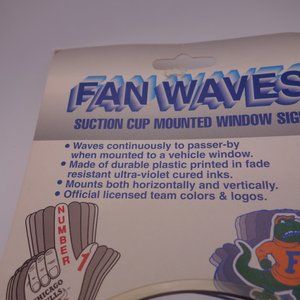 FAN WAVES
SUCTION CUP MOUNTED WINDOW SIG
• Waves continuously to passer-by
when mounted to a vehicle window.
• Made of durable plastic printed in fade
resistant ultra-violet cured inks.
• Mounts both horizontally and vertically.
• Official licensed team colors & logos.
NUMBER
1
CHICAGO
F